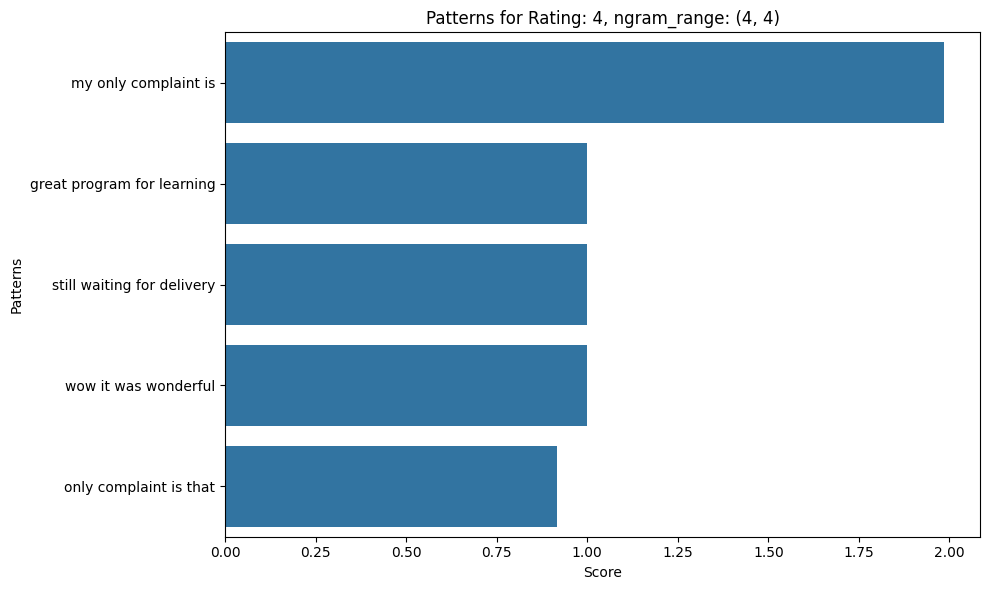 Patterns for Rating: 4, ngram_range: (4, 4)
my only complaint is
great program for learning
still waiting for delivery
wow it was wonderful
only complaint is that
Patterns
0.00 0.25 0.50 0.75 1.00 1.25 1.50 1.75 2.00
Score